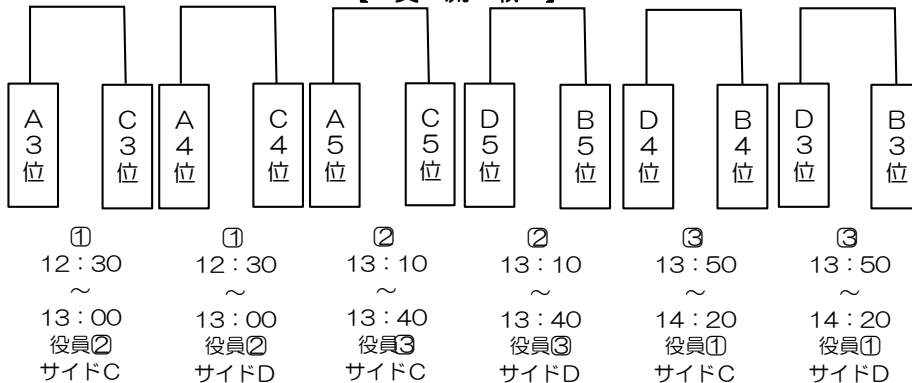 A3位 C3位 A4位 C4位 A5位 C5位 D5位 B5位 D4位 B4位 D3位 B3位
① ① ② ② ③ ③
12：30 12：30 13：10 13：10 13：50 13：50
～ ～ ～ ～ ～ ～
13：00 13：00 13：40 13：40 14：20 14：20
役員② 役員② 役員③ 役員③ 役員① 役員①
サイドC サイドD サイドC サイドD サイドC サイドD